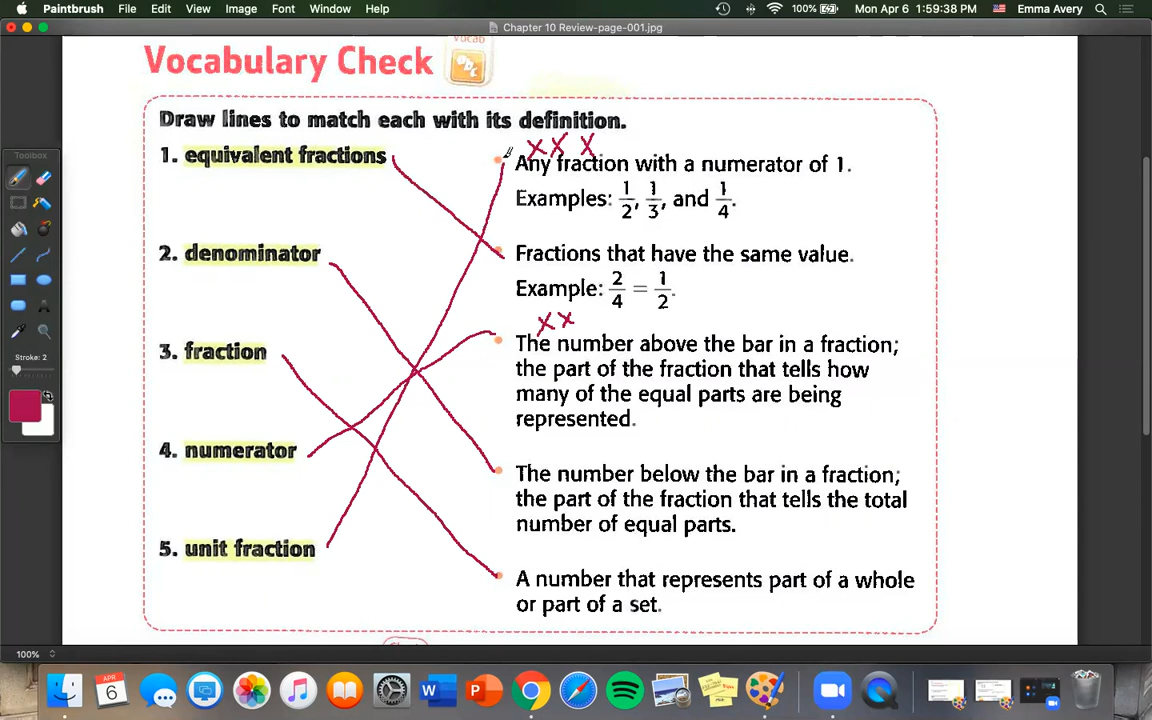 Paintbrush File Edit View Image Font Window Help 100% Mon Apr 6 1:59:38 PM Emma Avery
Chapter 10 Review-page-001.jpg
Vocabulary Check
vocab
abc
Draw lines to match each with its definition.
1. equivalent fractions
x x x
Any fraction with a numerator of 1.
Examples: 1/2, 1/3, and 1/4.
2. denominator
Fractions that have the same value.
Example: 2/4 = 1/2.
x x
3. fraction
The number above the bar in a fraction;
the part of the fraction that tells how
many of the equal parts are being
represented.
4. numerator
The number below the bar in a fraction;
the part of the fraction that tells the total
number of equal parts.
5. unit fraction
A number that represents part of a whole
or part of a set.
Toolbox
Stroke: 2
100%
APR
6
W
P